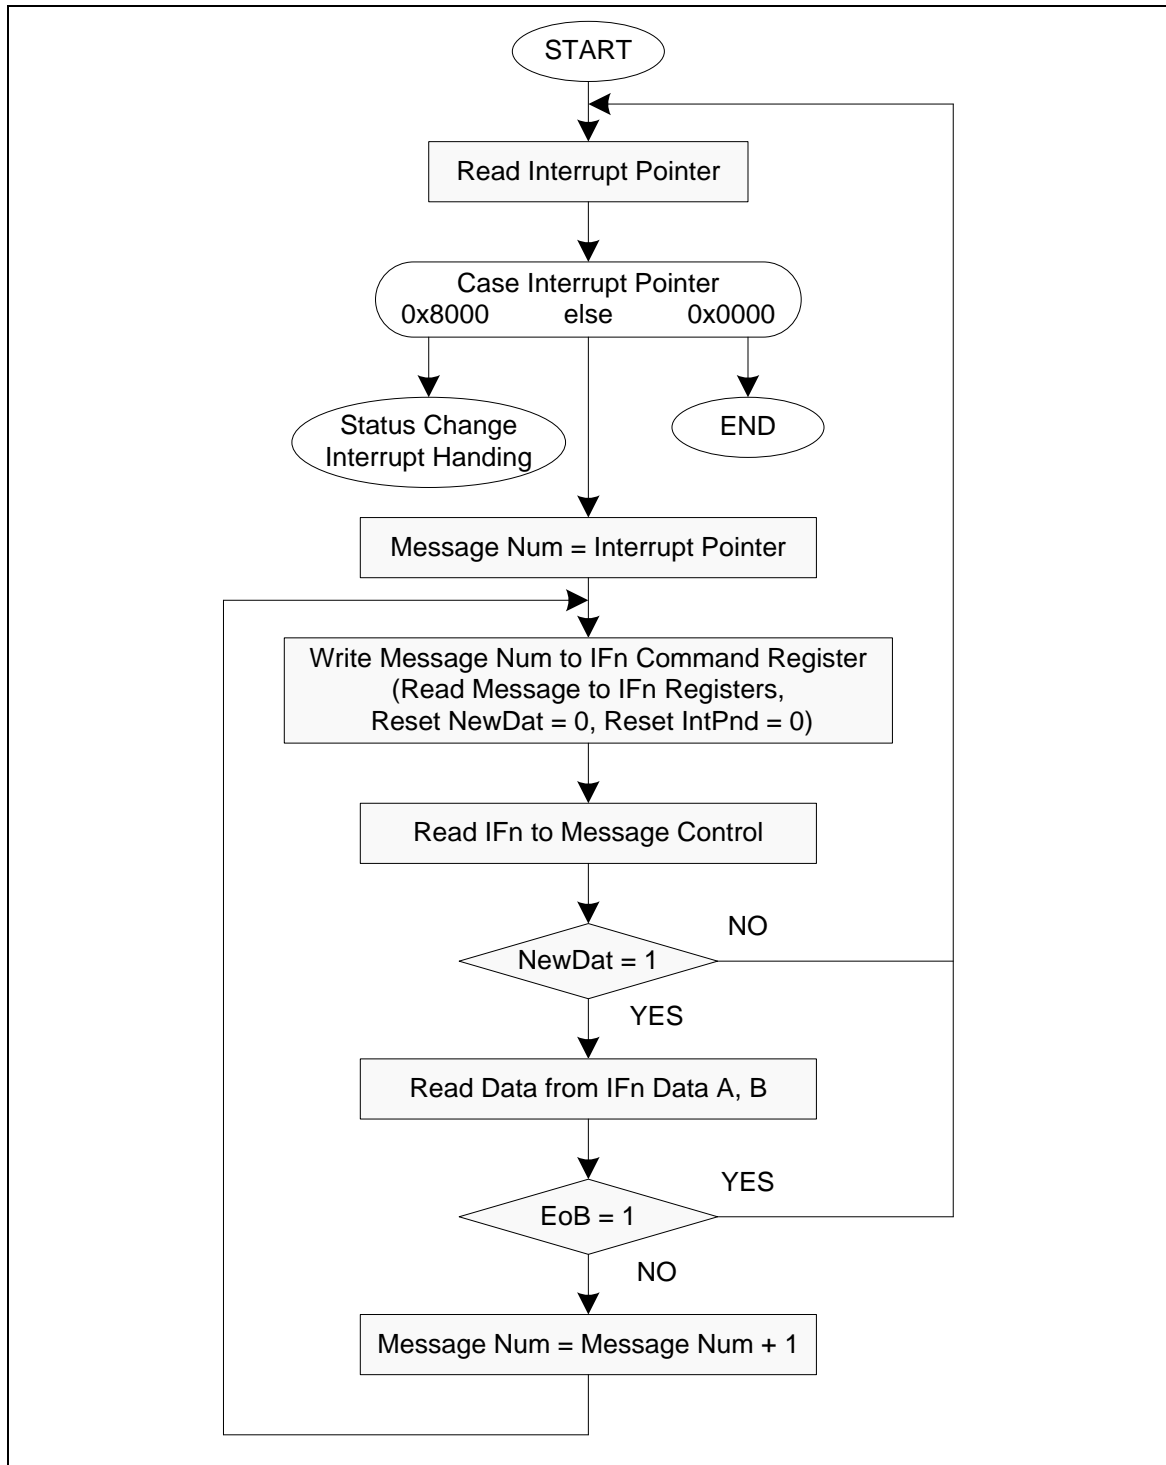 START
Read Interrupt Pointer
Case Interrupt Pointer
0x8000 else 0x0000
Status Change
Interrupt Handing
END
Message Num = Interrupt Pointer
Write Message Num to IFn Command Register
(Read Message to IFn Registers,
Reset NewDat = 0, Reset IntPnd = 0)
Read IFn to Message Control
NO
NewDat = 1
YES
Read Data from IFn Data A, B
YES
EoB = 1
NO
Message Num = Message Num + 1